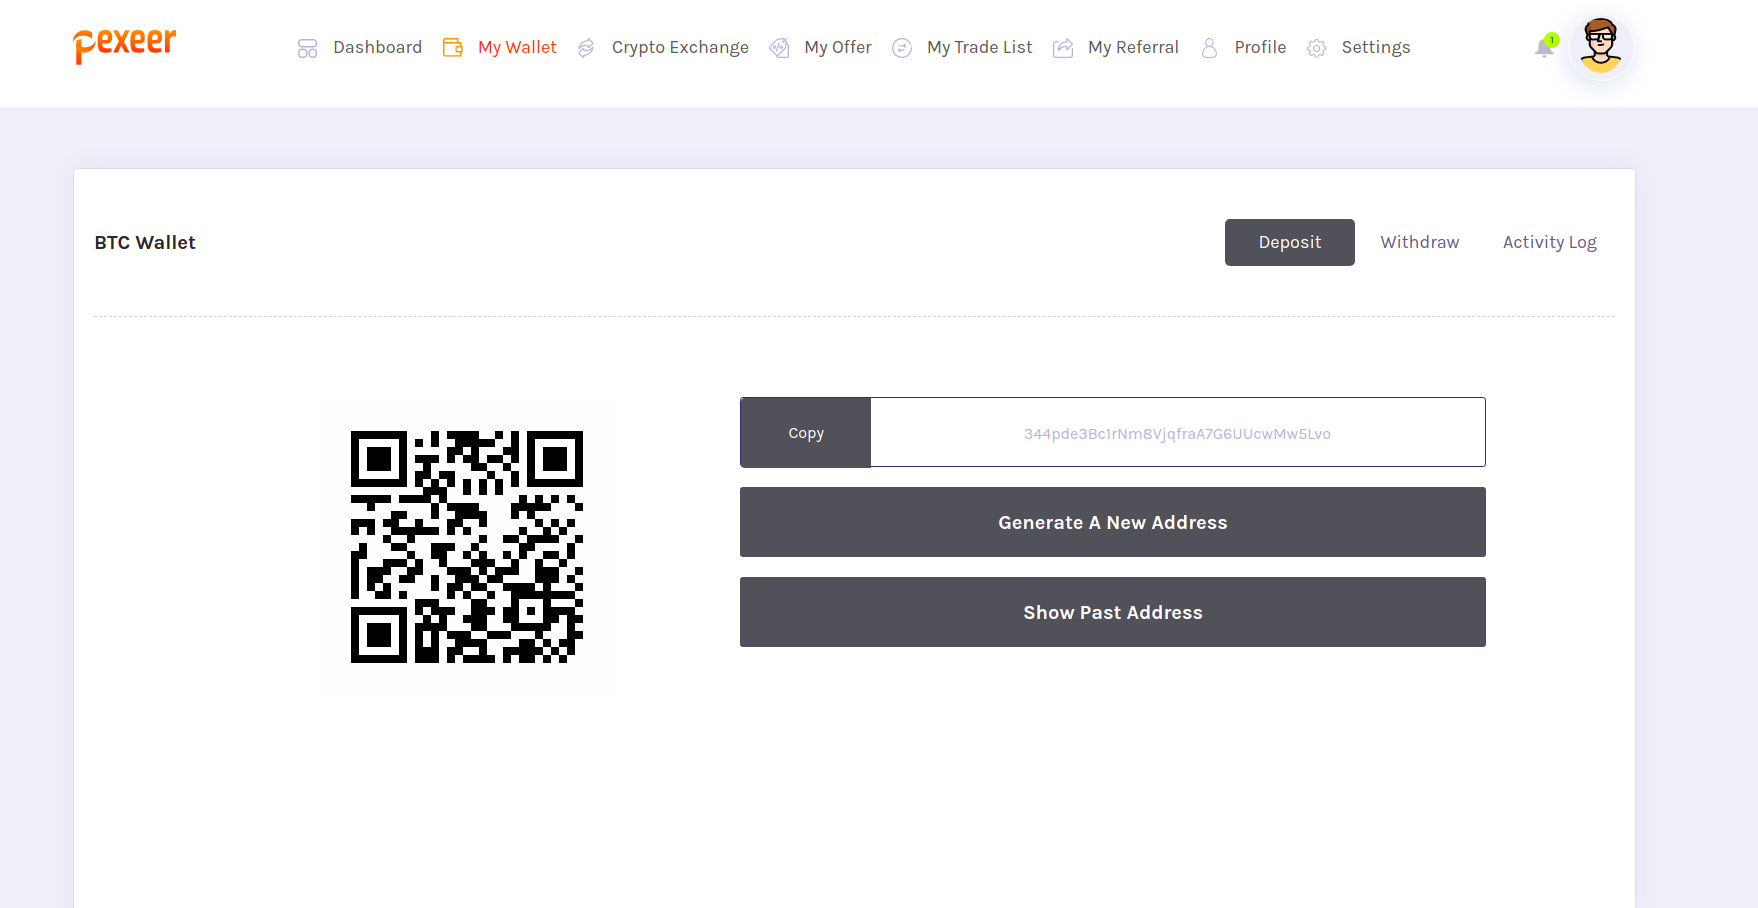 pexeer
Dashboard My Wallet Crypto Exchange My Offer My Trade List My Referral Profile Settings 1
BTC Wallet
Deposit Withdraw Activity Log
Copy 344pde3Bc1rNm8VjqfraA7G6UUcwMw5Lvo
Generate A New Address
Show Past Address